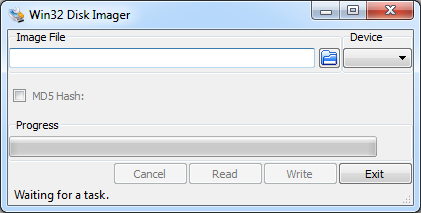 Win32 Disk Imager
Image File
Device
MD5 Hash:
Progress
Cancel
Read
Write
Exit
Waiting for a task.